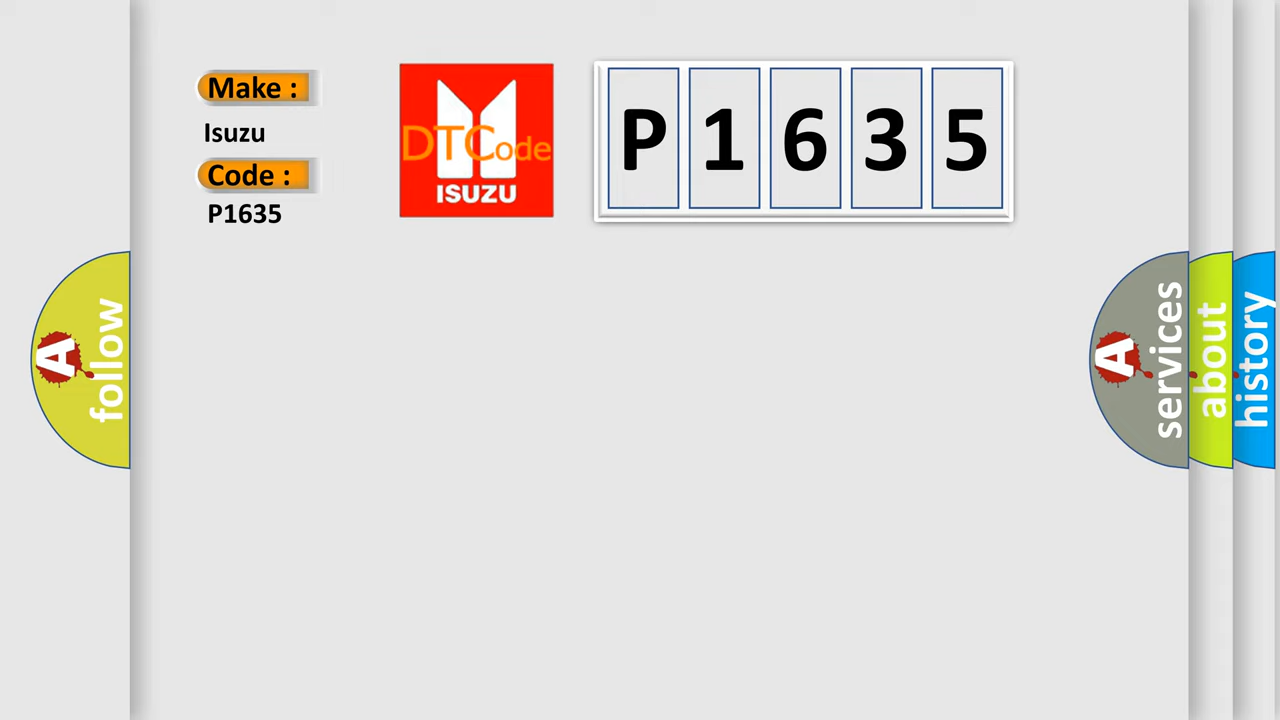 Make :
Isuzu
Code :
P1635
DTCode
ISUZU
P 1 6 3 5
A
follow
A
services
about
history